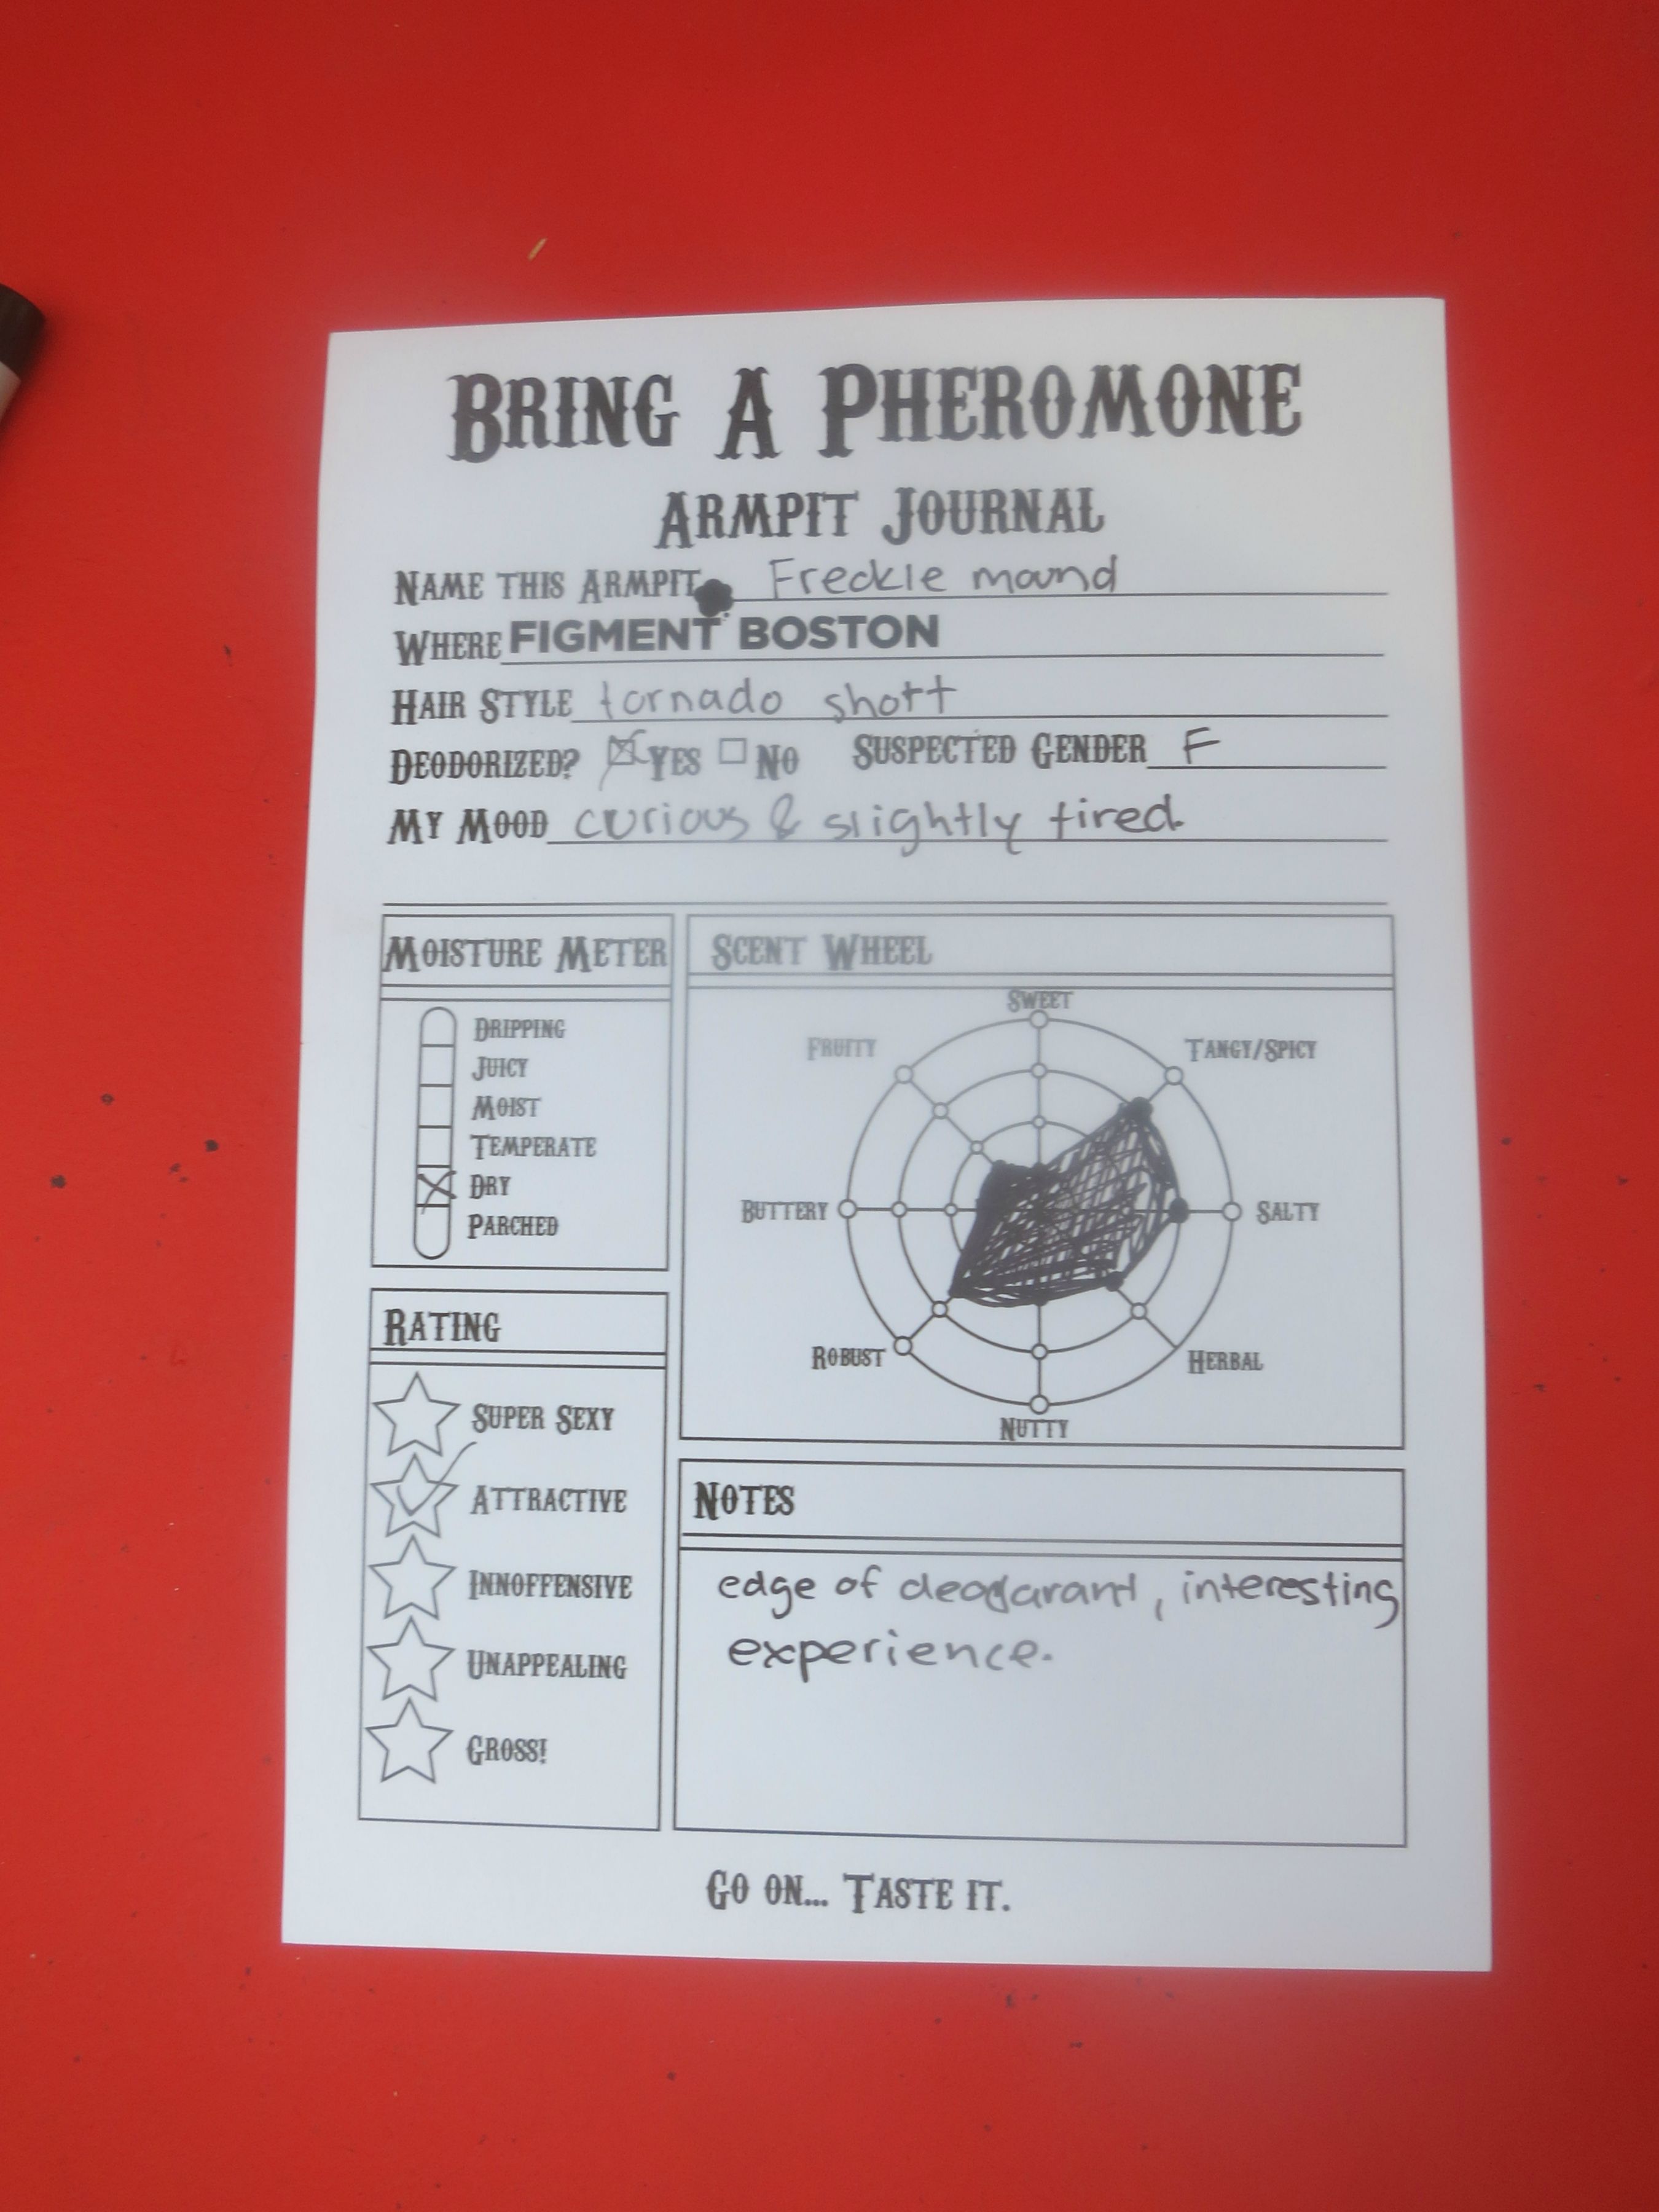 BRING A PHEROMONE
ARMPIT JOURNAL
NAME THIS ARMPIT Freckle mound
WHERE FIGMENT BOSTON
HAIR STYLE tornado short
DEODORIZED? YES NO SUSPECTED GENDER F
MY MOOD curious & slightly tired
MOISTURE METER
DRIPPING
JUICY
MOIST
TEMPERATE
DRY
PARCHED
SCENT WHEEL
SWEET
FRUITY
TANGY/SPICY
BUTTERY
SALTY
ROBUST
HERBAL
NUTTY
RATING
SUPER SEXY
ATTRACTIVE
INNOFFENSIVE
UNAPPEALING
GROSS!
NOTES
edge of deodarant, interesting
experience.
GO ON... TASTE IT.